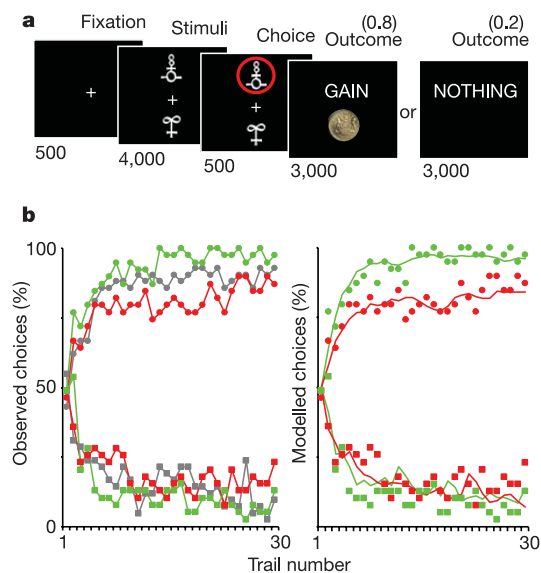 a
Fixation
Stimuli
Choice
(0.8)
Outcome
(0.2)
Outcome
GAIN
or
NOTHING
500
4,000
500
3,000
3,000
b
Observed choices (%)
100
50
0
1
30
Modelled choices (%)
1
30
Trail number